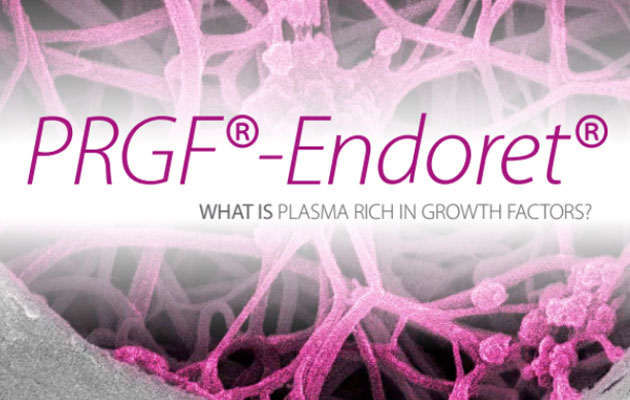 PRGF®-Endoret®
WHAT IS PLASMA RICH IN GROWTH FACTORS?